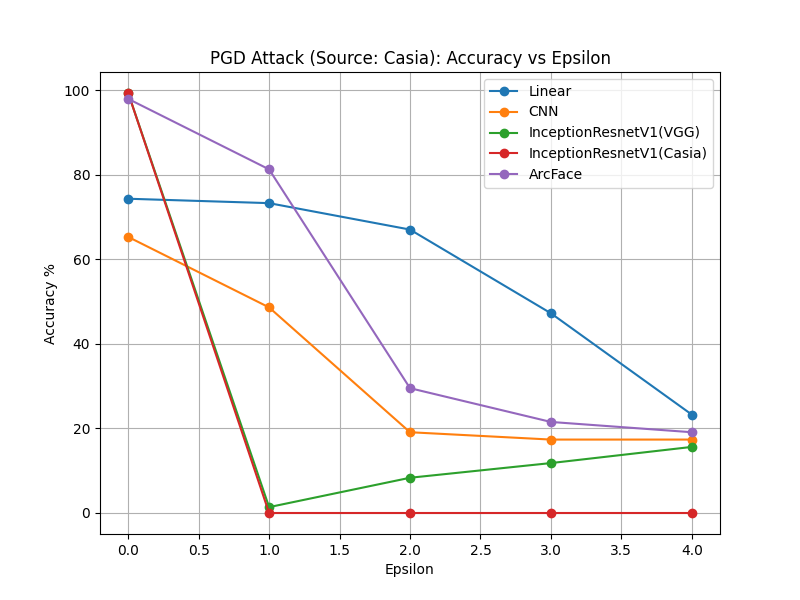 PGD Attack (Source: Casia): Accuracy vs Epsilon
Linear
CNN
InceptionResnetV1(VGG)
InceptionResnetV1(Casia)
ArcFace
Accuracy %
100
80
60
40
20
0
0.0 0.5 1.0 1.5 2.0 2.5 3.0 3.5 4.0
Epsilon